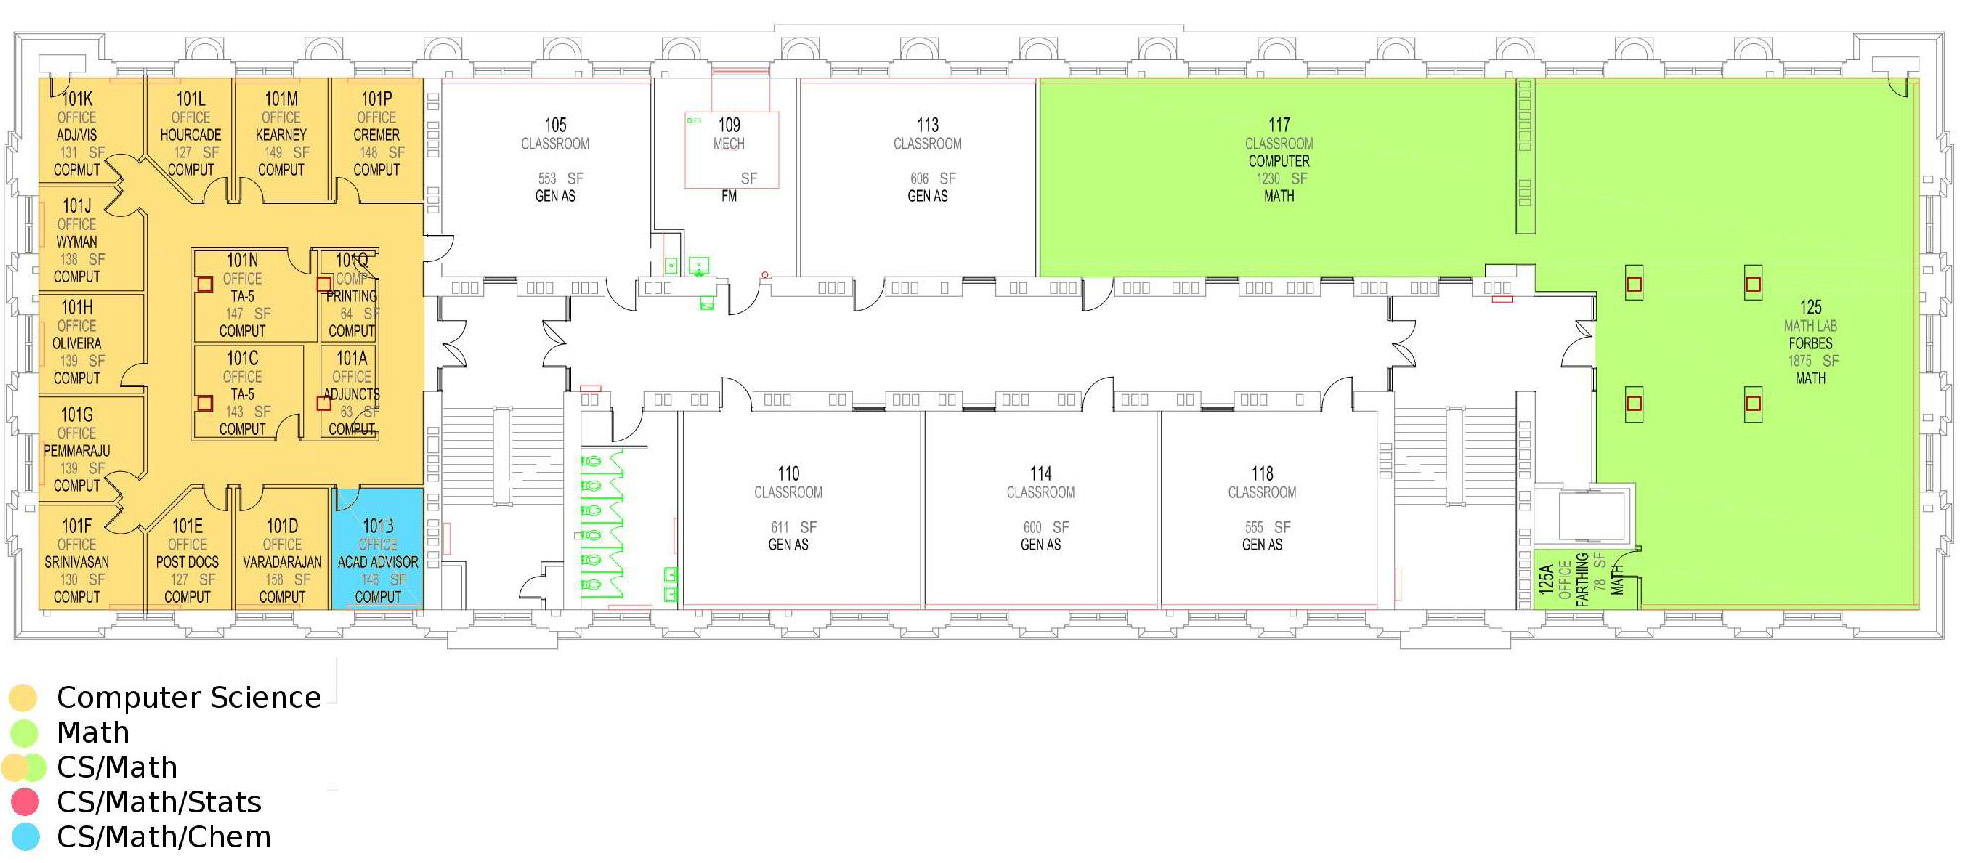 101K
OFFICE
ADJ/VIS
131 SF
COPMUT
101L
OFFICE
HOURCADE
127 SF
COMPUT
101M
OFFICE
KEARNEY
149 SF
COMPUT
101P
OFFICE
CREMER
148 SF
COMPUT
105
CLASSROOM
553 SF
GEN AS
109
MECH
SF
FM
113
CLASSROOM
606 SF
GEN AS
117
CLASSROOM
COMPUTER
1230 SF
MATH
101J
OFFICE
WYMAN
138 SF
COMPUT
101N
OFFICE
TA-5
147 SF
COMPUT
101Q
COMP
PRINTING
64 SF
COMPUT
101H
OFFICE
OLIVEIRA
139 SF
COMPUT
101C
OFFICE
TA-5
143 SF
COMPUT
101A
OFFICE
ADJUNCTS
63 SF
COMPUT
125
MATH LAB
FORBES
1875 SF
MATH
101G
OFFICE
PEMMARAJU
139 SF
COMPUT
101F
OFFICE
SRINIVASAN
130 SF
COMPUT
101E
OFFICE
POST DOCS
127 SF
COMPUT
101D
OFFICE
VARADARAJAN
158 SF
COMPUT
101B
OFFICE
ACAD ADVISOR
148 SF
COMPUT
110
CLASSROOM
611 SF
GEN AS
114
CLASSROOM
600 SF
GEN AS
118
CLASSROOM
555 SF
GEN AS
125A
OFFICE
FARTHING
78 SF
MATH
Computer Science
Math
CS/Math
CS/Math/Stats
CS/Math/Chem